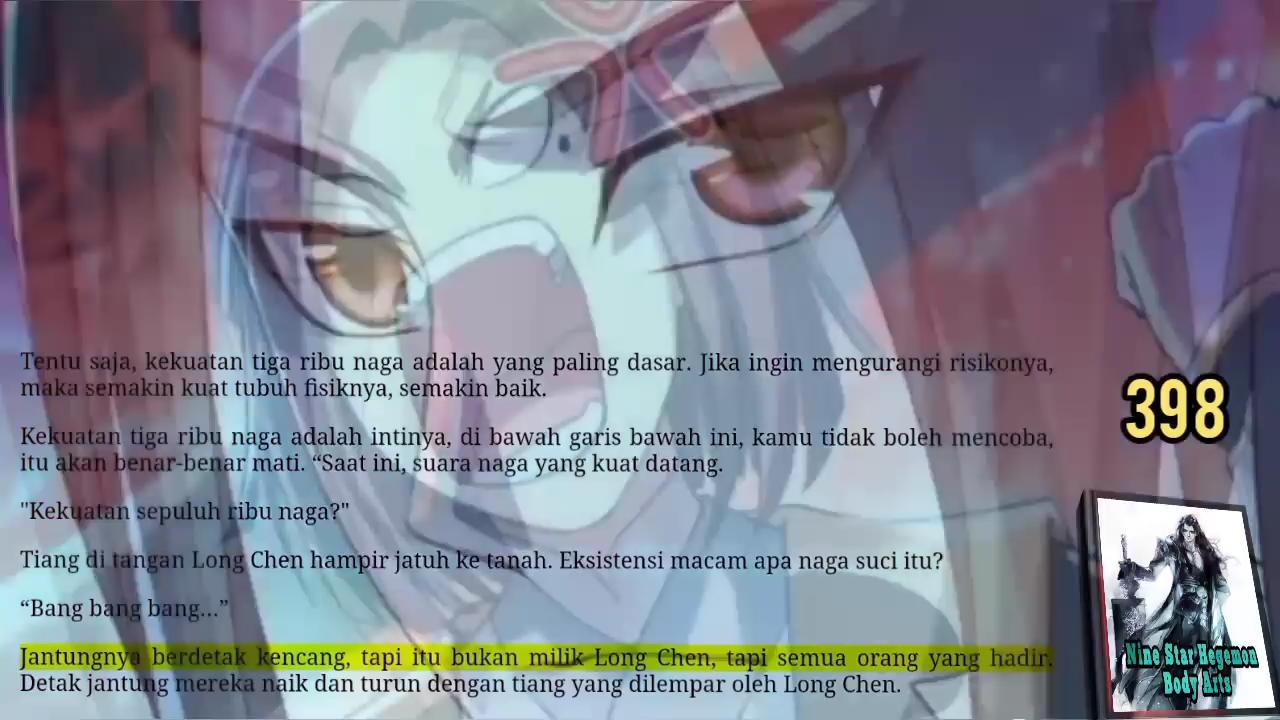 Tentu saja, kekuatan tiga ribu naga adalah yang paling dasar. Jika ingin mengurangi risikonya,
maka semakin kuat tubuh fisiknya, semakin baik.
Kekuatan tiga ribu naga adalah intinya, di bawah garis bawah ini, kamu tidak boleh mencoba,
itu akan benar-benar mati. “Saat ini, suara naga yang kuat datang.
"Kekuatan sepuluh ribu naga?"
Tiang di tangan Long Chen hampir jatuh ke tanah. Eksistensi macam apa naga suci itu?
“Bang bang bang...”
Jantungnya berdetak kencang, tapi itu bukan milik Long Chen, tapi semua orang yang hadir.
Detak jantung mereka naik dan turun dengan tiang yang dilempar oleh Long Chen.
398
Nine Star Hegemon
Body Arts